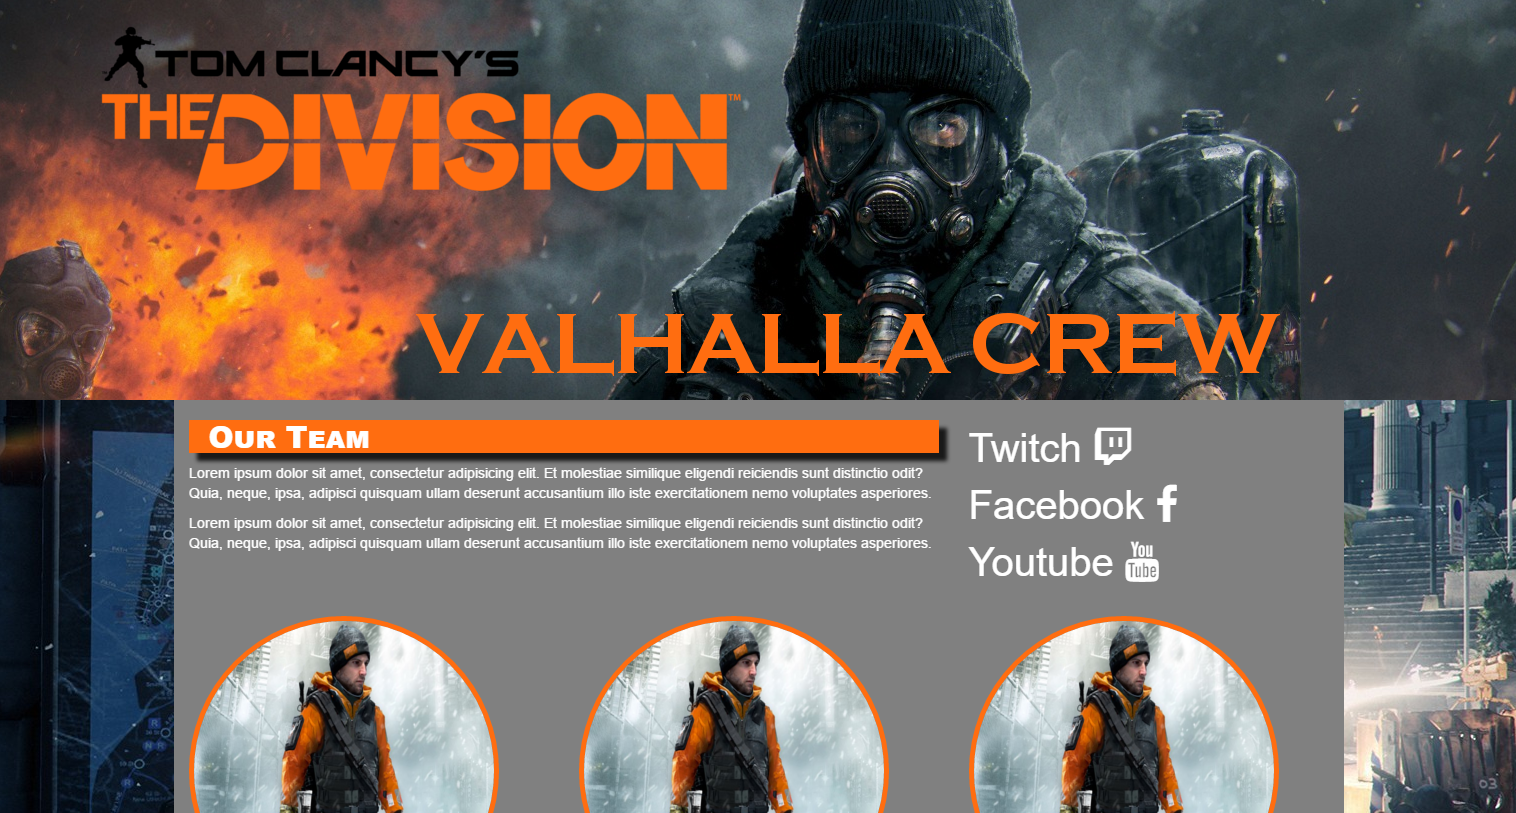 TOM CLANCY'S
THE DIVISION™
VALHALLA CREW
Our Team
Lorem ipsum dolor sit amet, consectetur adipisicing elit. Et molestiae similique eligendi reiciendis sunt distinctio odit?
Quia, neque, ipsa, adipisci quisquam ullam deserunt accusantium illo iste exercitationem nemo voluptates asperiores.
Lorem ipsum dolor sit amet, consectetur adipisicing elit. Et molestiae similique eligendi reiciendis sunt distinctio odit?
Quia, neque, ipsa, adipisci quisquam ullam deserunt accusantium illo iste exercitationem nemo voluptates asperiores.
Twitch
Facebook f
Youtube You
Tube
R
N R
03